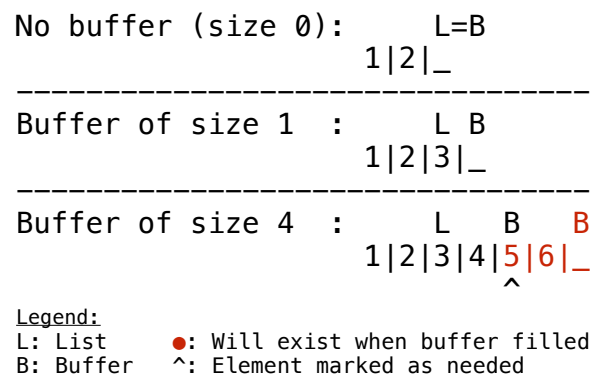 No buffer (size 0):     L=B
1|2|_
---------------------------------
Buffer of size 1  :     L B
1|2|3|_
---------------------------------
Buffer of size 4  :     L   B   B
1|2|3|4|5|6|_
^
Legend:
L: List    ●: Will exist when buffer filled
B: Buffer  ^: Element marked as needed